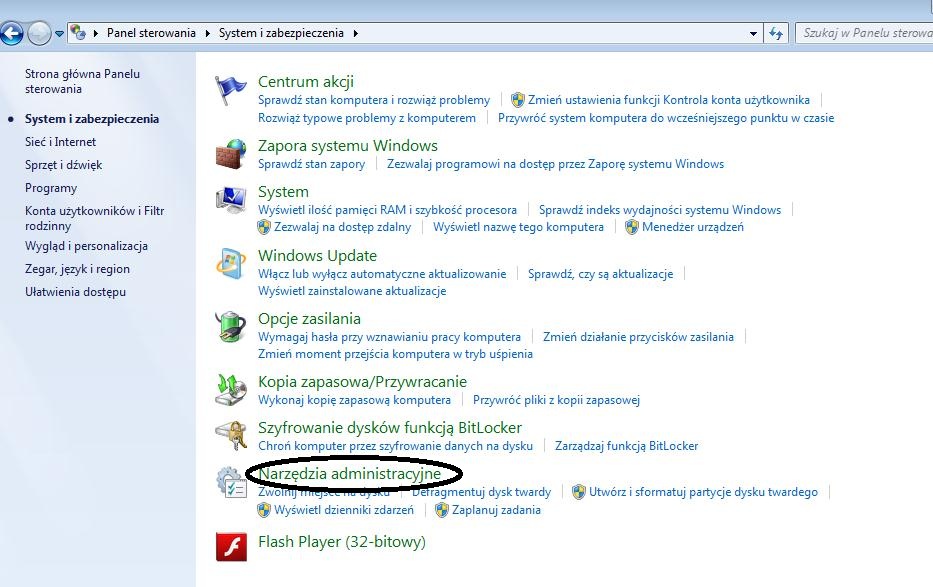 Panel sterowania System i zabezpieczenia Szukaj w Panelu sterowa
Strona główna Panelu
sterowania
System i zabezpieczenia
Sieć i Internet
Sprzęt i dźwięk
Programy
Konta użytkowników i Filtr
rodzinny
Wygląd i personalizacja
Zegar, język i region
Ułatwienia dostępu
Centrum akcji
Sprawdź stan komputera i rozwiąż problemy Zmień ustawienia funkcji Kontrola konta użytkownika
Rozwiąż typowe problemy z komputerem Przywróć system komputera do wcześniejszego punktu w czasie
Zapora systemu Windows
Sprawdź stan zapory Zezwalaj programowi na dostęp przez Zaporę systemu Windows
System
Wyświetl ilość pamięci RAM i szybkość procesora Sprawdź indeks wydajności systemu Windows
Zezwalaj na dostęp zdalny Wyświetl nazwę tego komputera Menedżer urządzeń
Windows Update
Włącz lub wyłącz automatyczne aktualizowanie Sprawdź, czy są aktualizacje
Wyświetl zainstalowane aktualizacje
Opcje zasilania
Wymagaj hasła przy wznawianiu pracy komputera Zmień działanie przycisków zasilania
Zmień moment przejścia komputera w tryb uśpienia
Kopia zapasowa/Przywracanie
Wykonaj kopię zapasową komputera Przywróć pliki z kopii zapasowej
Szyfrowanie dysków funkcją BitLocker
Chroń komputer przez szyfrowanie danych na dysku Zarządzaj funkcją BitLocker
Narzędzia administracyjne
Zwolnij miejsce na dysku Defragmentuj dysk twardy Utwórz i sformatuj partycje dysku twardego
Wyświetl dzienniki zdarzeń Zaplanuj zadania
Flash Player (32-bitowy)